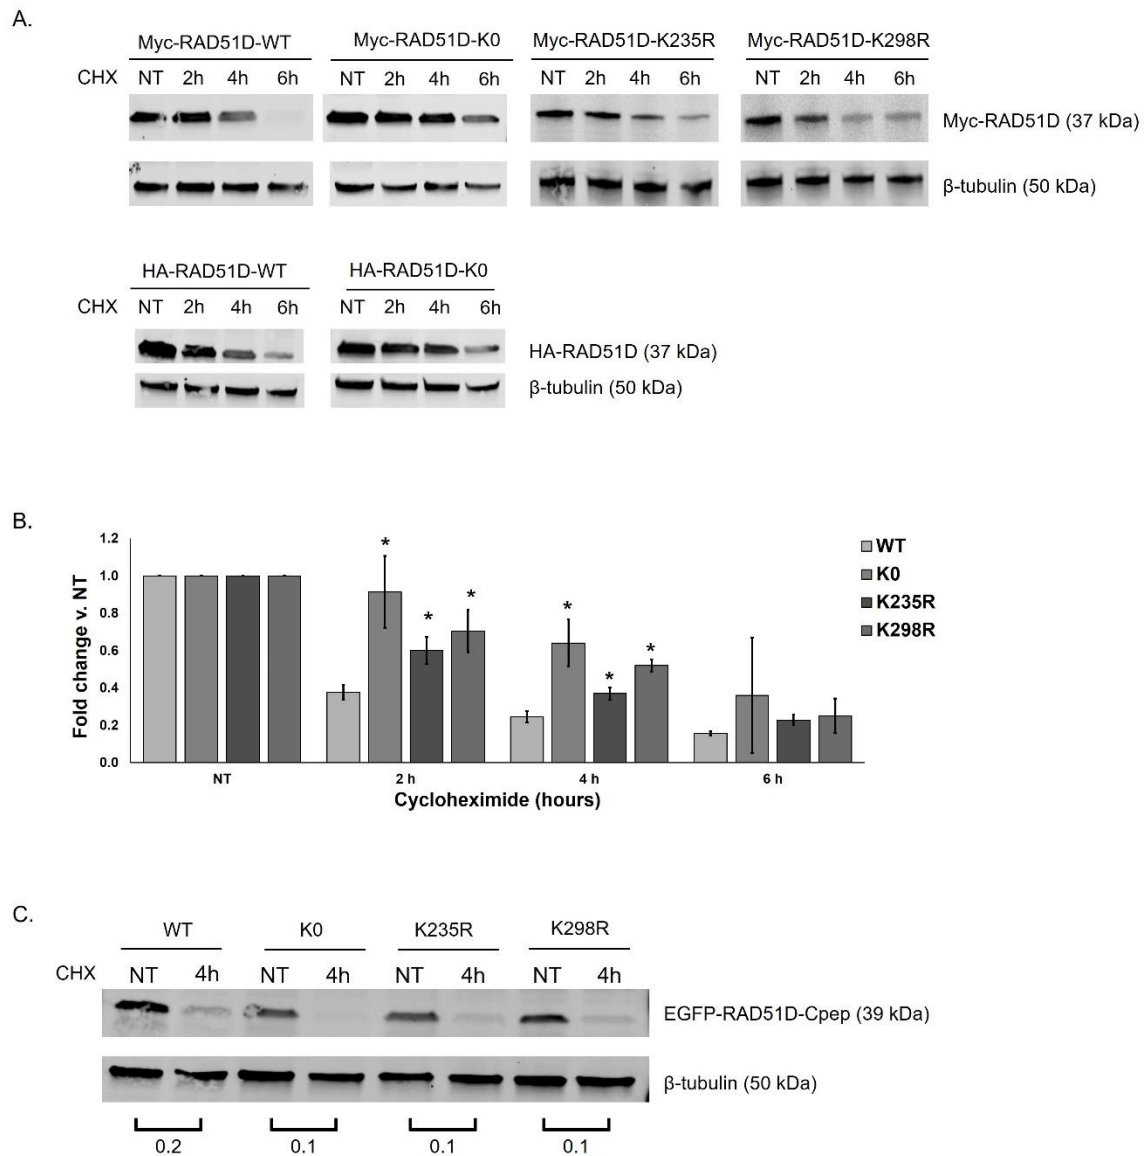 A.
Myc-RAD51D-WT Myc-RAD51D-K0 Myc-RAD51D-K235R Myc-RAD51D-K298R
CHX NT 2h 4h 6h NT 2h 4h 6h NT 2h 4h 6h NT 2h 4h 6h
Myc-RAD51D (37 kDa)
β-tubulin (50 kDa)
HA-RAD51D-WT HA-RAD51D-K0
CHX NT 2h 4h 6h NT 2h 4h 6h
HA-RAD51D (37 kDa)
β-tubulin (50 kDa)
B.
Fold change v. NT
1.2
1.0
0.8
0.6
0.4
0.2
0.0
* * * * * *
WT
K0
K235R
K298R
NT 2 h 4 h 6 h
Cycloheximide (hours)
C.
WT K0 K235R K298R
CHX NT 4h NT 4h NT 4h NT 4h
EGFP-RAD51D-Cpep (39 kDa)
β-tubulin (50 kDa)
0.2 0.1 0.1 0.1